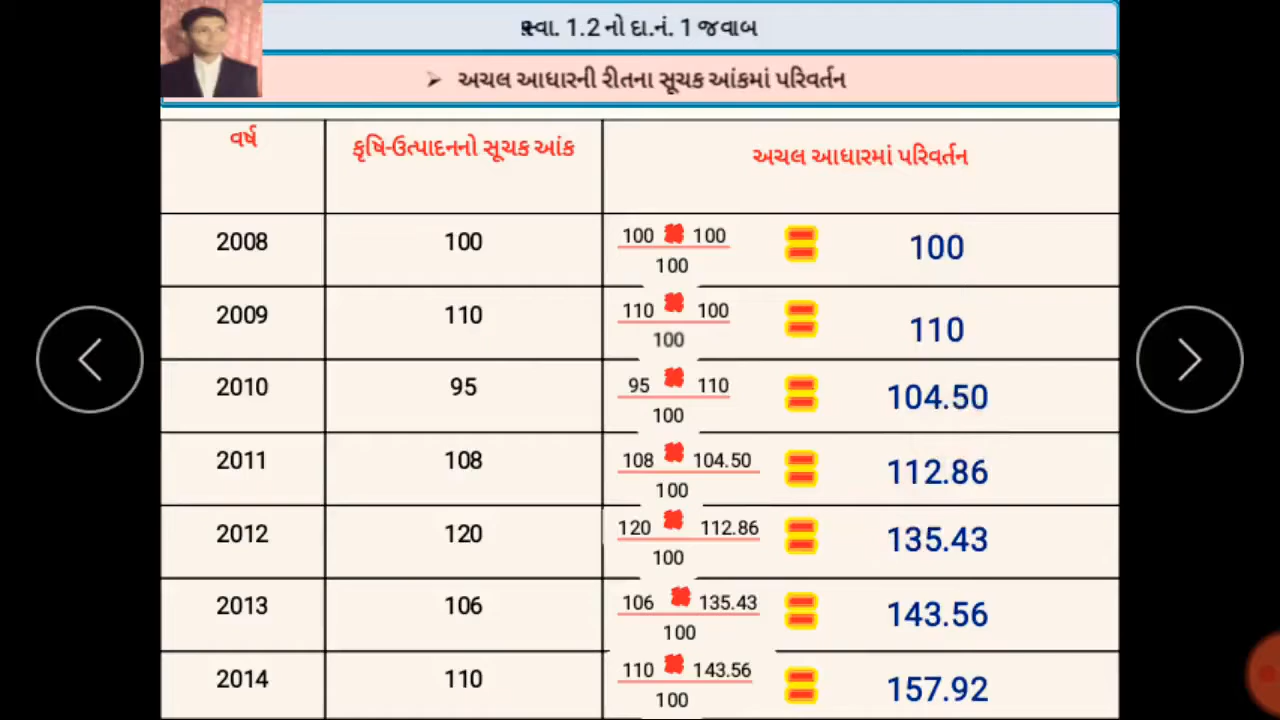 સ્વા. 1.2 નો દા.નં. 1 જવાબ
➢ અચલ આધારની રીતના સૂચક આંકમાં પરિવર્તન
વર્ષ કૃષિ-ઉત્પાદનનો સૂચક આંક અચલ આધારમાં પરિવર્તન
2008 100 100 × 100 = 100
100
2009 110 110 × 100 = 110
100
2010 95 95 × 110 = 104.50
100
2011 108 108 × 104.50 = 112.86
100
2012 120 120 × 112.86 = 135.43
100
2013 106 106 × 135.43 = 143.56
100
2014 110 110 × 143.56 = 157.92
100